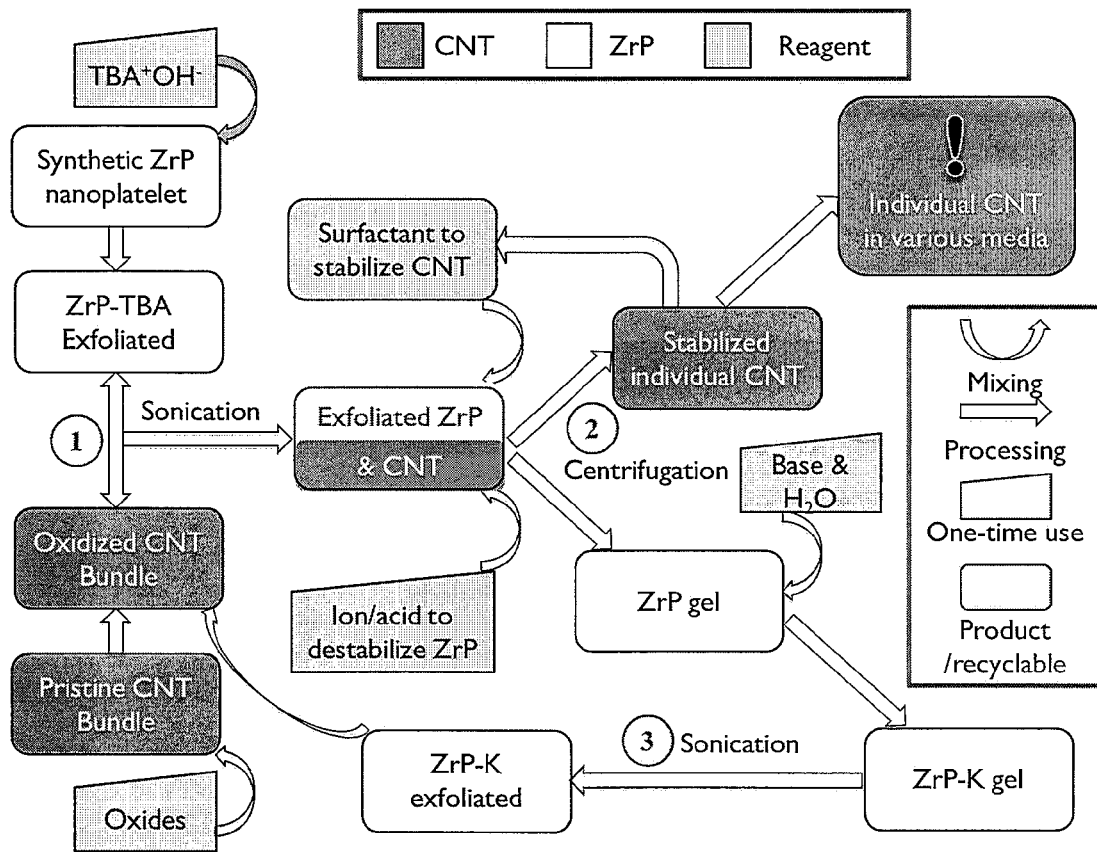 CNT
ZrP
Reagent
TBA⁺OH⁻
Synthetic ZrP
nanoplatelet
ZrP-TBA
Exfoliated
1
Sonication
Oxidized CNT
Bundle
Pristine CNT
Bundle
Oxides
Surfactant to
stabilize CNT
Exfoliated ZrP
& CNT
Ion/acid to
destabilize ZrP
2
Centrifugation
Stabilized
individual CNT
!
Individual CNT
in various media
Base &
H₂O
ZrP gel
ZrP-K gel
3
Sonication
ZrP-K
exfoliated
Mixing
Processing
One-time use
Product
/recyclable